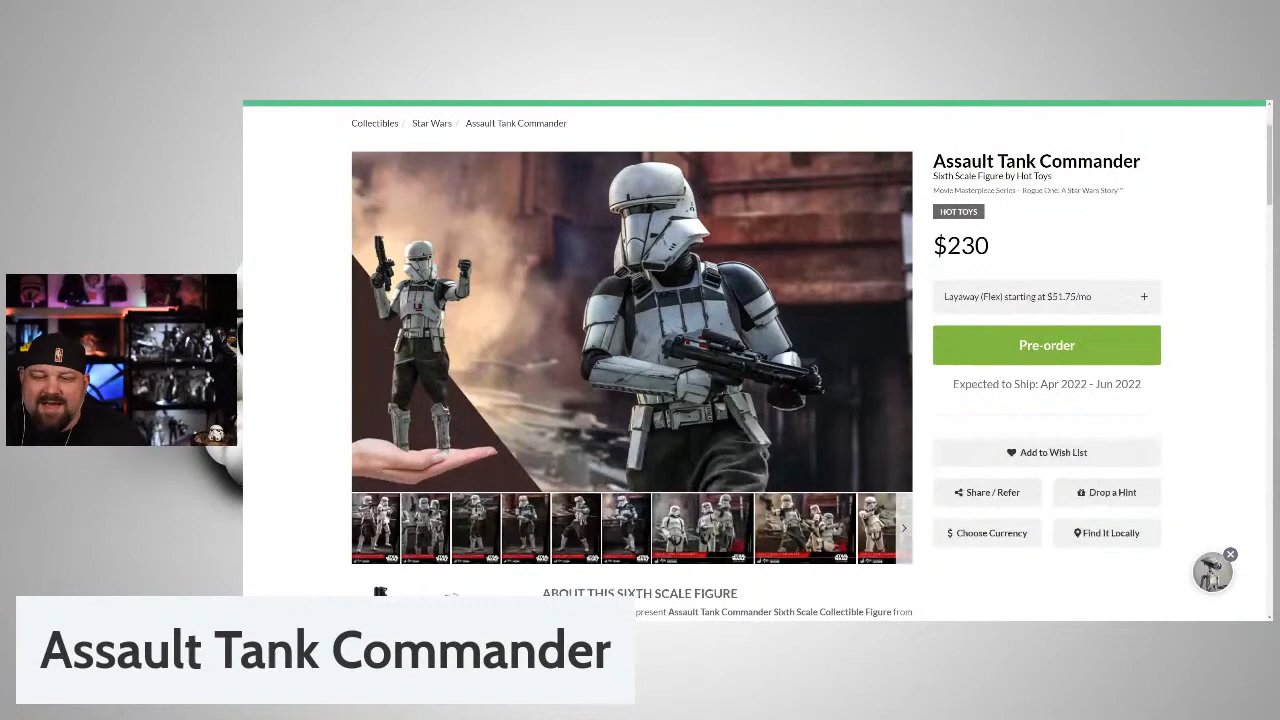 Collectibles / Star Wars / Assault Tank Commander
Assault Tank Commander
Sixth Scale Figure by Hot Toys
Movie Masterpiece Series - Rogue One: A Star Wars Story™
HOT TOYS
$230
Layaway (Flex) starting at $51.75/mo +
Pre-order
Expected to Ship: Apr 2022 - Jun 2022
Add to Wish List
Share / Refer
Drop a Hint
$ Choose Currency
Find It Locally
ABOUT THIS SIXTH SCALE FIGURE
present Assault Tank Commander Sixth Scale Collectible Figure from
Assault Tank Commander